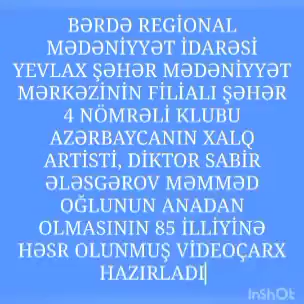 BƏRDƏ REGİONAL
MƏDƏNİYYƏT İDARƏSİ
YEVLAX ŞƏHƏR MƏDƏNİYYƏT
MƏRKƏZİNİN FİLİALI ŞƏHƏR
4 NÖMRƏLİ KLUBU
AZƏRBAYCANIN XALQ
ARTİSTİ, DİKTOR SABİR
ƏLƏSGƏROV MƏMMƏD
OĞLUNUN ANADAN
OLMASININ 85 İLLİYİNƏ
HƏSR OLUNMUŞ VİDEOÇARX
HAZIRLADI
InShOt